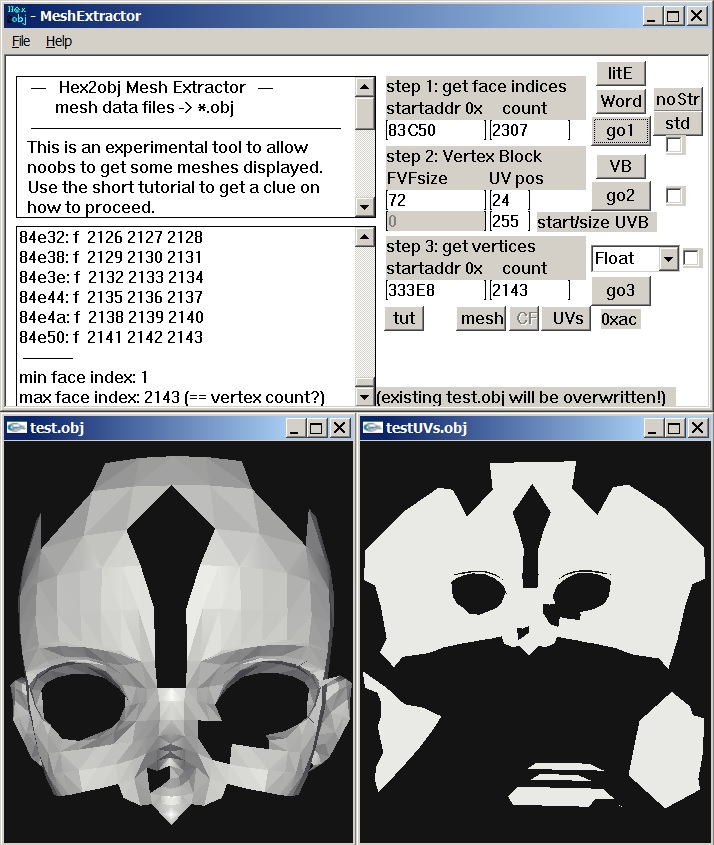 Hex obj - MeshExtractor
File Help
— Hex2obj Mesh Extractor —
mesh data files -> *.obj
This is an experimental tool to allow
noobs to get some meshes displayed.
Use the short tutorial to get a clue on
how to proceed.
84e32: f 2126 2127 2128
84e38: f 2129 2130 2131
84e3e: f 2132 2133 2134
84e44: f 2135 2136 2137
84e4a: f 2138 2139 2140
84e50: f 2141 2142 2143
min face index: 1
max face index: 2143 (== vertex count?)
step 1: get face indices
startaddr 0x count
83C50 2307
litE
Word
noStr
go1
std
step 2: Vertex Block
FVFsize UV pos
72 24
0 255 start/size UVB
VB
go2
step 3: get vertices
startaddr 0x count
333E8 2143
Float
go3
tut mesh CF UVs 0xac
(existing test.obj will be overwritten!)
test.obj
testUVs.obj